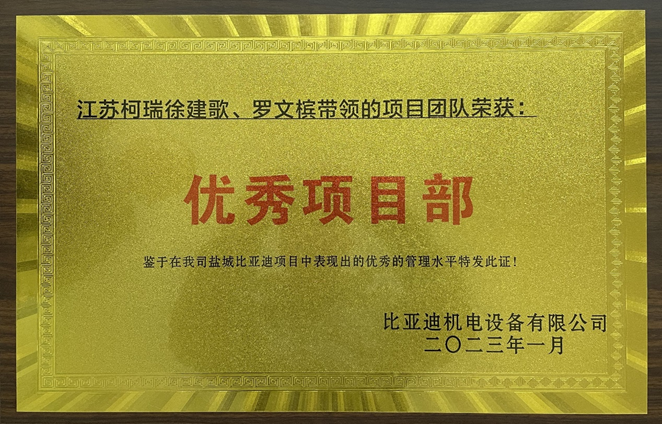 江苏柯瑞徐建歌、罗文槟带领的项目团队荣获：
优秀项目部
鉴于在我司盐城比亚迪项目中表现出的优秀的管理水平特发此证！
比亚迪机电设备有限公司
二〇二三年一月